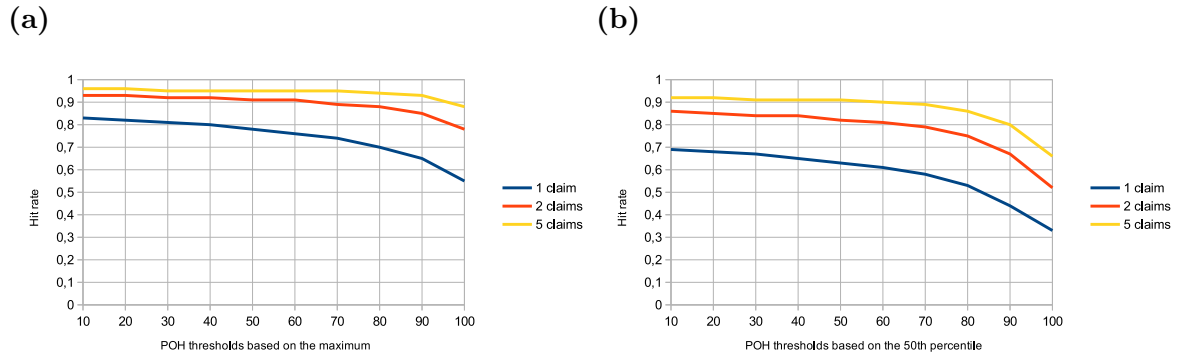 (a)
1
0,9
0,8
0,7
0,6
0,5
0,4
0,3
0,2
0,1
0
Hit rate
10 20 30 40 50 60 70 80 90 100
POH thresholds based on the maximum
1 claim
2 claims
5 claims
(b)
1
0,9
0,8
0,7
0,6
0,5
0,4
0,3
0,2
0,1
0
Hit rate
10 20 30 40 50 60 70 80 90 100
POH thresholds based on the 50th percentile
1 claim
2 claims
5 claims